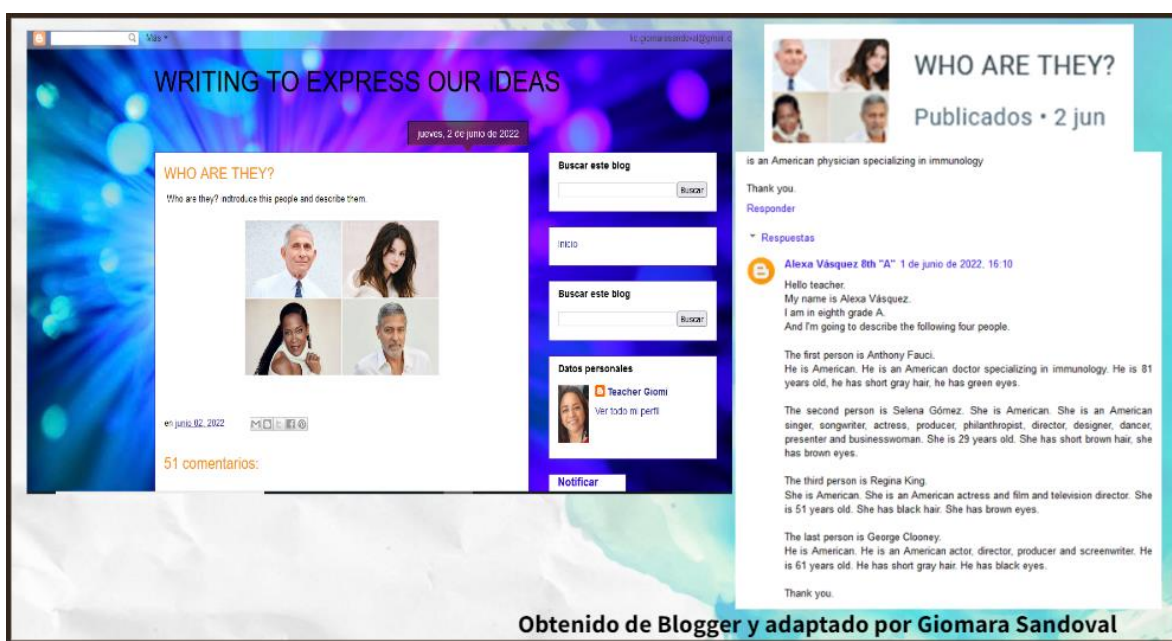 Más
WRITING TO EXPRESS OUR IDEAS
jueves, 2 de junio de 2022
WHO ARE THEY?
Who are they? indtroduce this people and describe them.
en junio 02, 2022
51 comentarios:
Buscar este blog
Buscar
Inicio
Buscar este blog
Buscar
Datos personales
Teacher Giomi
Ver todo mi perfil
Notificar
WHO ARE THEY?
Publicados • 2 jun
is an American physician specializing in immunology
Thank you.
Responder
Respuestas
Alexa Vásquez 8th "A" 1 de junio de 2022, 16:10
Hello teacher.
My name is Alexa Vásquez.
I am in eighth grade A.
And I'm going to describe the following four people.
The first person is Anthony Fauci.
He is American. He is an American doctor specializing in immunology. He is 81
years old, he has short gray hair, he has green eyes.
The second person is Selena Gómez. She is American. She is an American
singer, songwriter, actress, producer, philanthropist, director, designer, dancer,
presenter and businesswoman. She is 29 years old. She has short brown hair, she
has brown eyes.
The third person is Regina King.
She is American. She is an American actress and film and television director. She
is 51 years old. She has black hair. She has brown eyes.
The last person is George Clooney.
He is American. He is an American actor, director, producer and screenwriter. He
is 61 years old. He has short gray hair. He has black eyes.
Thank you.
Obtenido de Blogger y adaptado por Giomara Sandoval